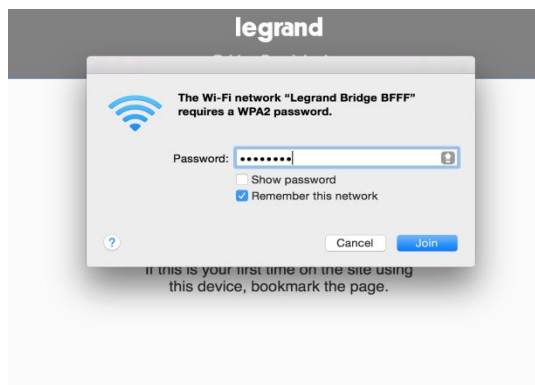 legrand
The Wi-Fi network “Legrand Bridge BFFF”
requires a WPA2 password.
Password: ••••••••
Show password
Remember this network
? Cancel Join
If this is your first time on the site using
this device, bookmark the page.